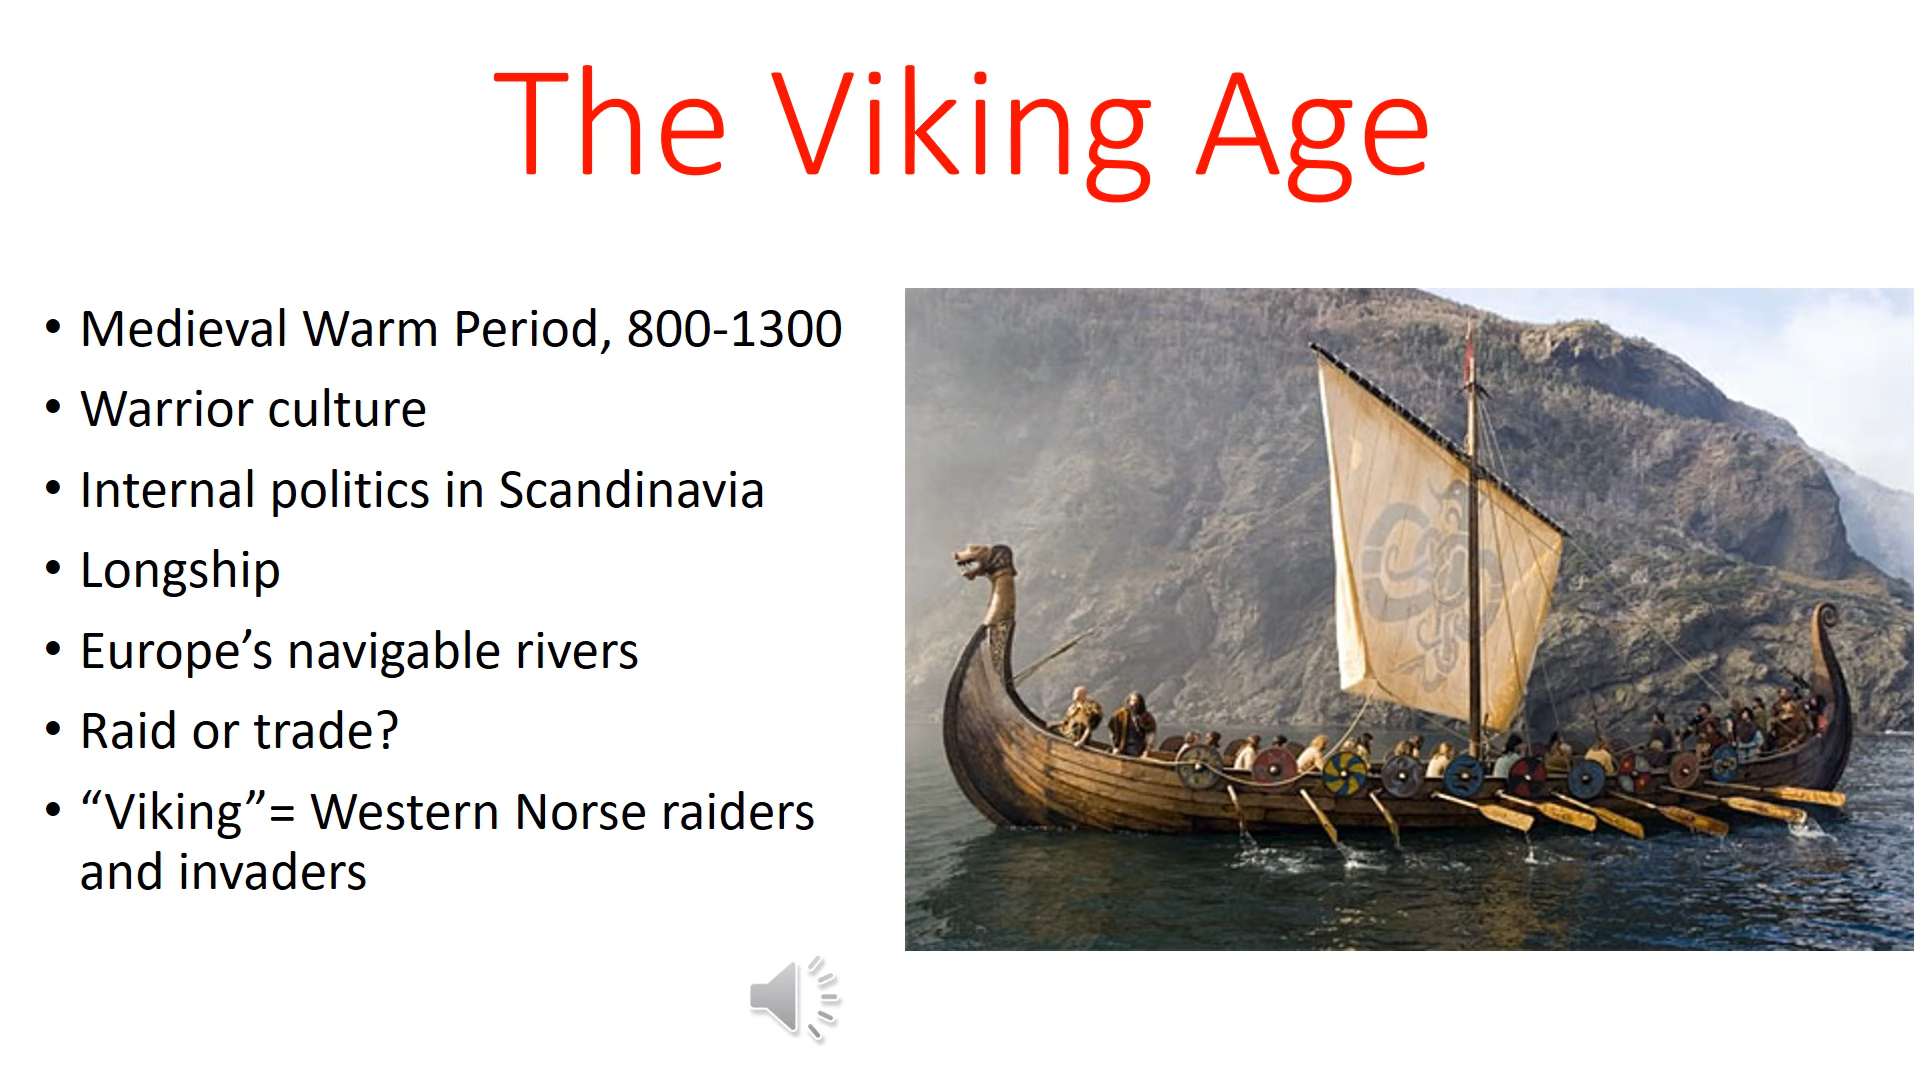 The Viking Age
• Medieval Warm Period, 800-1300
• Warrior culture
• Internal politics in Scandinavia
• Longship
• Europe’s navigable rivers
• Raid or trade?
• “Viking”= Western Norse raiders
and invaders